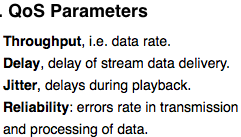 . QoS Parameters
Throughput, i.e. data rate.
Delay, delay of stream data delivery.
Jitter, delays during playback.
Reliability: errors rate in transmission
and processing of data.